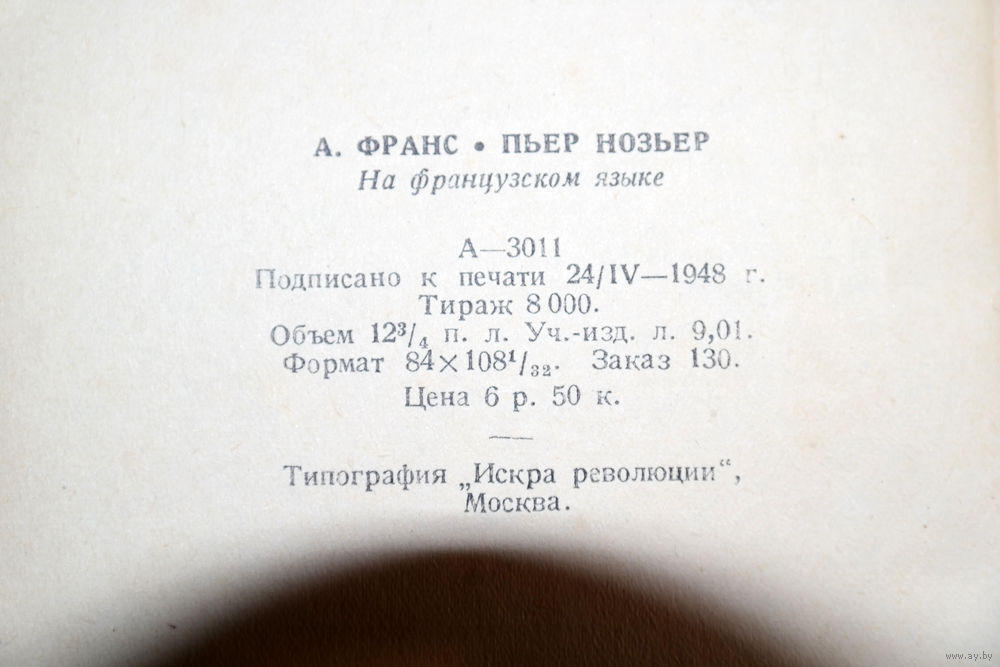 А. ФРАНС • ПЬЕР НОЗЬЕР
На французском языке
А—3011
Подписано к печати 24/IV—1948 г.
Тираж 8 000.
Объем 12³/₄ п. л. Уч.-изд. л. 9,01.
Формат 84×108¹/₃₂. Заказ 130.
Цена 6 р. 50 к.
Типография „Искра революции“,
Москва.
www.ay.by